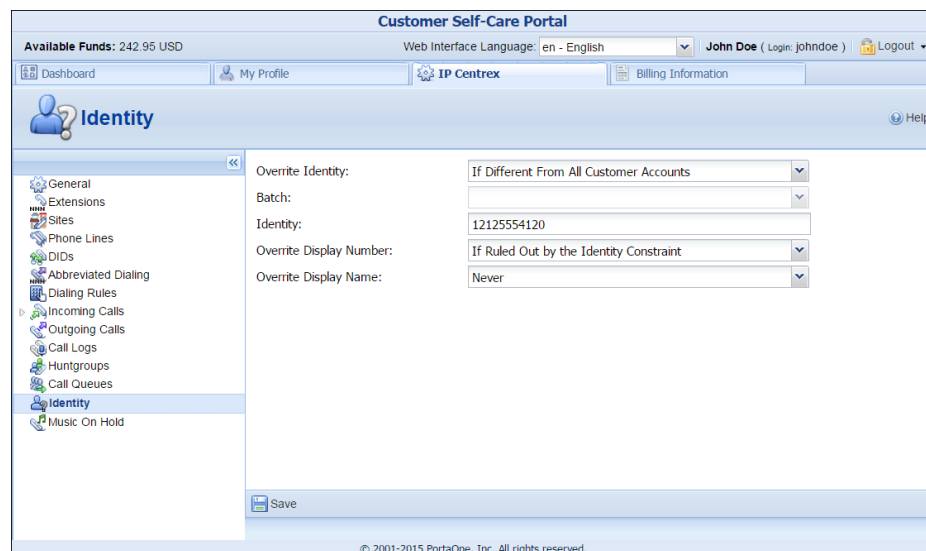 Customer Self-Care Portal
Available Funds: 242.95 USD Web Interface Language: en - English John Doe ( Login: johndoe ) Logout
Dashboard My Profile IP Centrex Billing Information
Identity Help
General
Extensions
Sites
Phone Lines
DIDs
Abbreviated Dialing
Dialing Rules
Incoming Calls
Outgoing Calls
Call Logs
Huntgroups
Call Queues
Identity
Music On Hold
Overrite Identity: If Different From All Customer Accounts
Batch:
Identity: 12125554120
Overrite Display Number: If Ruled Out by the Identity Constraint
Overrite Display Name: Never
Save
© 2001-2015 PortaOne, Inc. All rights reserved